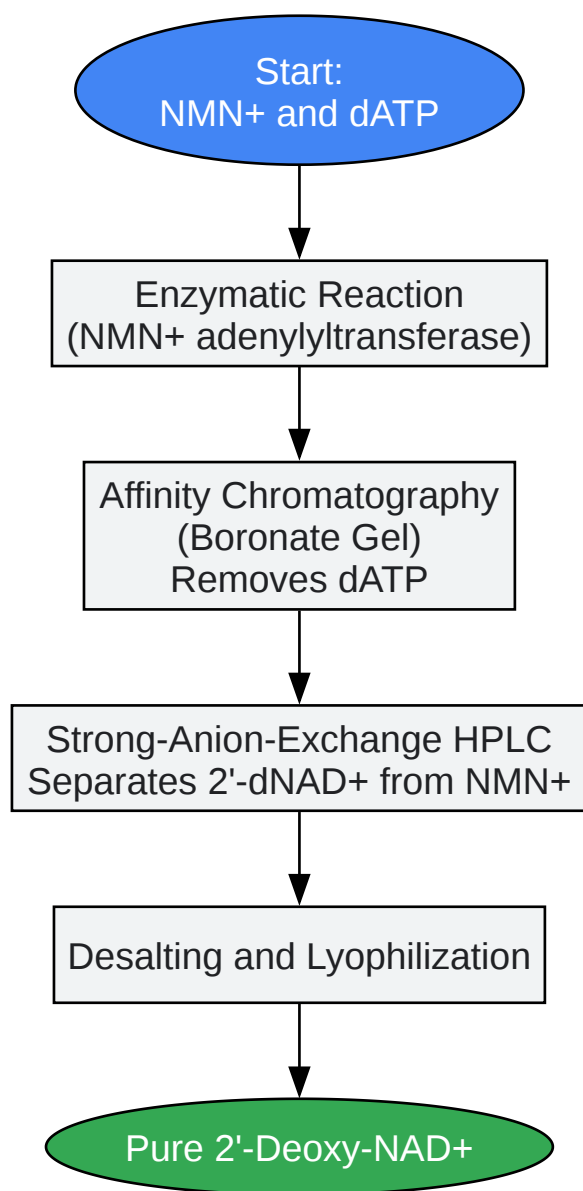 Start:
NMN+ and dATP
Enzymatic Reaction
(NMN+ adenylyltransferase)
Affinity Chromatography
(Boronate Gel)
Removes dATP
Strong-Anion-Exchange HPLC
Separates 2'-dNAD+ from NMN+
Desalting and Lyophilization
Pure 2'-Deoxy-NAD+